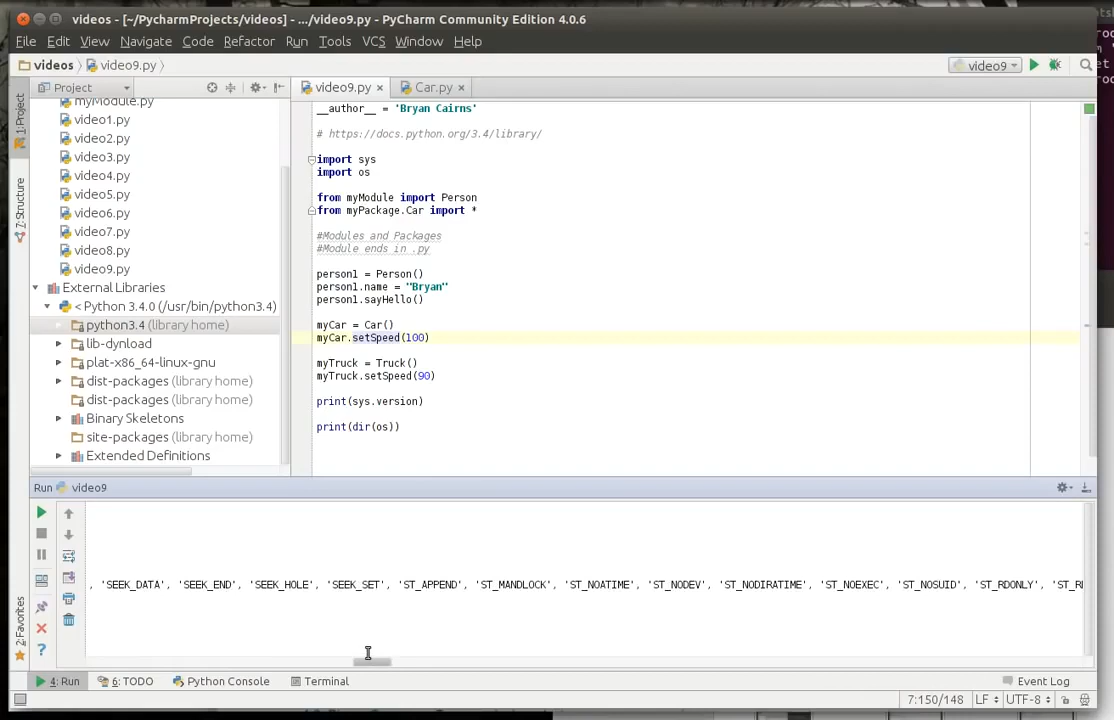 videos - [~/PycharmProjects/videos] - .../video9.py - PyCharm Community Edition 4.0.6
File Edit View Navigate Code Refactor Run Tools VCS Window Help
videos video9.py video9
1: Project
7: Structure
2: Favorites
Project
myModule.py
video1.py
video2.py
video3.py
video4.py
video5.py
video6.py
video7.py
video8.py
video9.py
External Libraries
< Python 3.4.0 (/usr/bin/python3.4)
python3.4 (library home)
lib-dynload
plat-x86_64-linux-gnu
dist-packages (library home)
dist-packages (library home)
Binary Skeletons
site-packages (library home)
Extended Definitions
video9.py × Car.py ×
__author__ = 'Bryan Cairns'
# https://docs.python.org/3.4/library/
import sys
import os
from myModule import Person
from myPackage.Car import *
#Modules and Packages
#Module ends in .py
person1 = Person()
person1.name = "Bryan"
person1.sayHello()
myCar = Car()
myCar.setSpeed(100)
myTruck = Truck()
myTruck.setSpeed(90)
print(sys.version)
print(dir(os))
Run video9
, 'SEEK_DATA', 'SEEK_END', 'SEEK_HOLE', 'SEEK_SET', 'ST_APPEND', 'ST_MANDLOCK', 'ST_NOATIME', 'ST_NODEV', 'ST_NODIRATIME', 'ST_NOEXEC', 'ST_NOSUID', 'ST_RDONLY',
4: Run 6: TODO Python Console Terminal Event Log
7:150/148 LF UTF-8